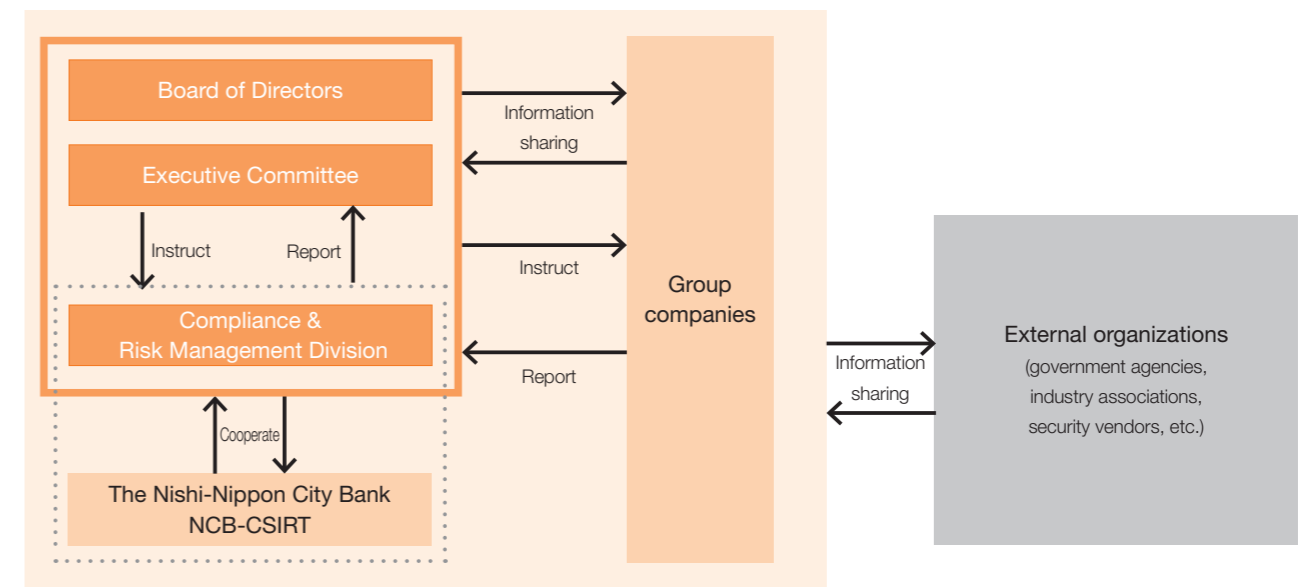 Board of Directors
Executive Committee
Instruct
Report
Compliance &
Risk Management Division
Cooperate
The Nishi-Nippon City Bank
NCB-CSIRT
Information
sharing
Instruct
Report
Group
companies
Information
sharing
External organizations
(government agencies,
industry associations,
security vendors, etc.)